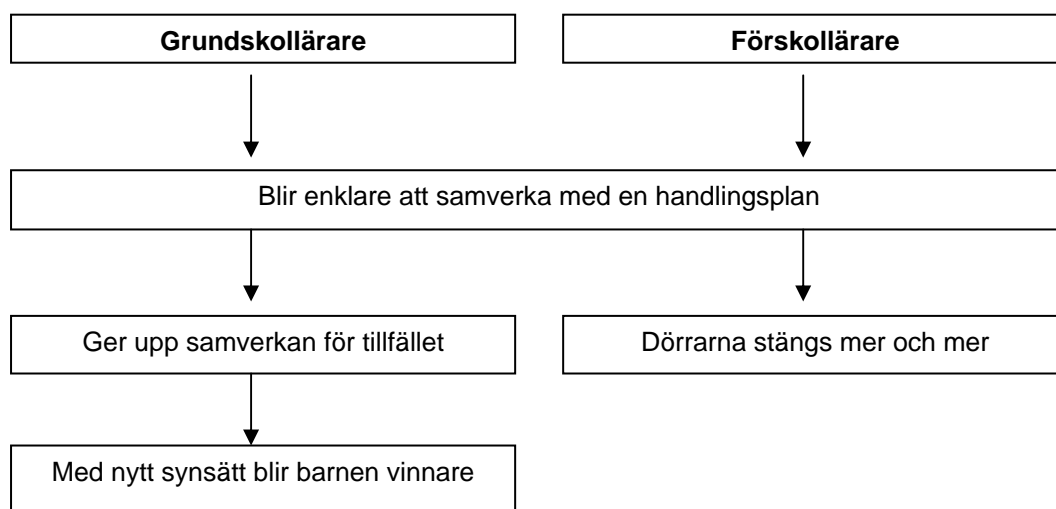 Grundskollärare
Förskollärare
Blir enklare att samverka med en handlingsplan
Ger upp samverkan för tillfället
Dörrarna stängs mer och mer
Med nytt synsätt blir barnen vinnare